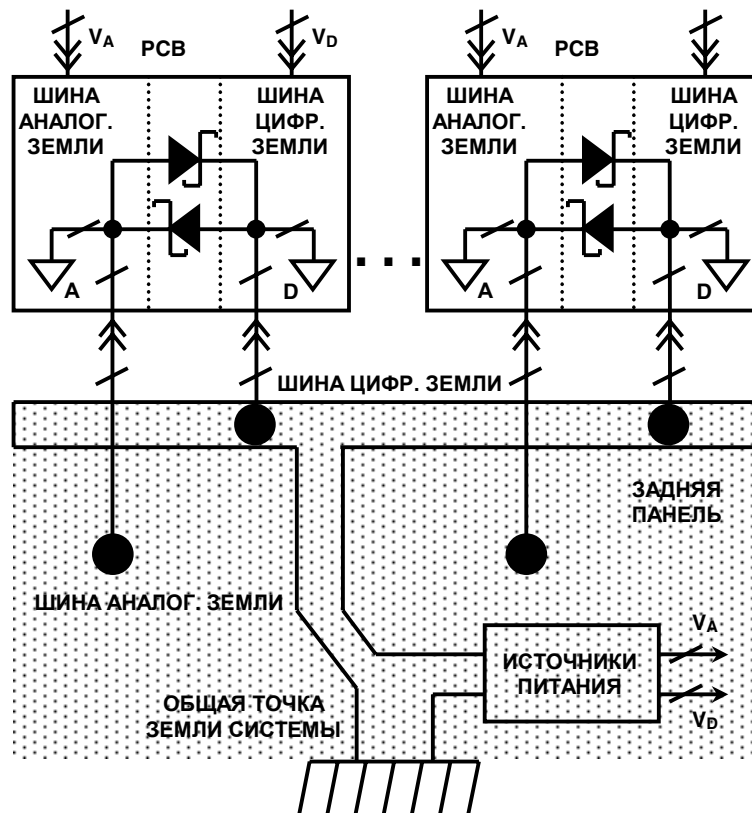 VA
PCB
VD
VA
PCB
ШИНА
АНАЛОГ.
ЗЕМЛИ
ШИНА
ЦИФР.
ЗЕМЛИ
ШИНА
АНАЛОГ.
ЗЕМЛИ
ШИНА
ЦИФР.
ЗЕМЛИ
A
D
. . .
A
D
ШИНА ЦИФР. ЗЕМЛИ
ЗАДНЯЯ
ПАНЕЛЬ
ШИНА АНАЛОГ. ЗЕМЛИ
ИСТОЧНИКИ
ПИТАНИЯ
VA
VD
ОБЩАЯ ТОЧКА
ЗЕМЛИ СИСТЕМЫ